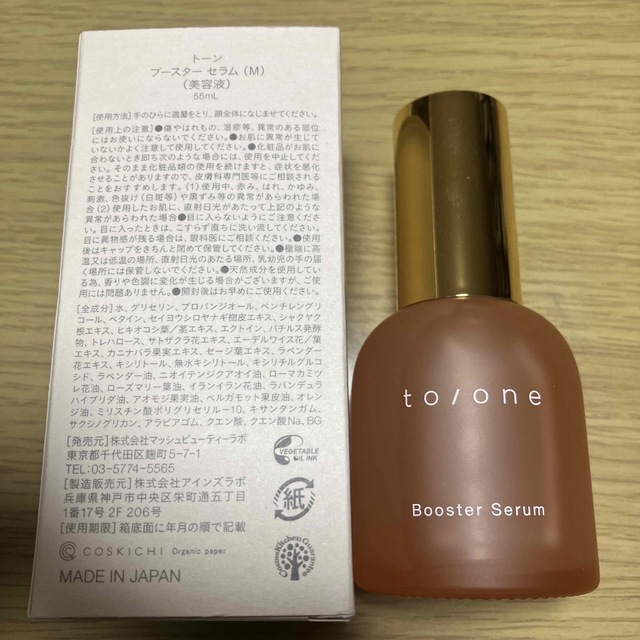 トーン
ブースター セラム（M）
（美容液）
55mL
［使用方法］手のひらに適量をとり、顔全体になじませてください。
［使用上の注意］●傷やはれもの、湿疹等、異常のある部位
にはお使いにならないでください。●お肌に異常が生じて
いないかよく注意して使用してください。●化粧品がお肌に
合わないとき即ち次のような場合には、使用を中止してくだ
さい。そのまま化粧品類の使用を続けますと、症状を悪化
させることがありますので、皮膚科専門医等にご相談され
ることをおすすめします。（1）使用中、赤み、はれ、かゆみ、
刺激、色抜け（白斑等）や黒ずみ等の異常があらわれた場
合（2）使用したお肌に、直射日光があたって上記のような
異常があらわれた場合●目に入らないようにご注意くださ
い。目に入ったときは、こすらず直ちに洗い流してください。
目に異物感が残る場合は、眼科医にご相談ください。●使用
後はキャップをきちんと閉めて保管してください。●極端に高
温又は低温の場所、直射日光のあたる場所、乳幼児の手の届
く場所には保管しないでください。●天然成分を使用してい
る為、香りや色調に変化が生じる場合がございますが、ご使
用には問題ありません。●開封後はお早めにご使用ください。
［全成分］水、グリセリン、プロパンジオール、ペンチレングリ
コール、ベタイン、セイヨウシロヤナギ樹皮エキス、シャクヤク
根エキス、ヒキオコシ葉／茎エキス、エクトイン、バチルス発酵
物、トレハロース、サトザクラ花エキス、エーデルワイス花／葉
エキス、カニナバラ果実エキス、セージ葉エキス、ラベンダー
花エキス、キシリトール、無水キシリトール、キシリチルグルコ
シド、ラベンダー油、ニオイテンジクアオイ油、ローマカミツ
レ花油、ローズマリー葉油、イランイラン花油、ラバンデュラ
ハイブリダ油、アオモジ果実油、ベルガモット果皮油、オレン
ジ油、ミリスチン酸ポリグリセリル-10、キサンタンガム、
サクシノグリカン、アラビアゴム、クエン酸、クエン酸Na、BG
［発売元］株式会社マッシュビューティーラボ
東京都千代田区麹町5-7-1
TEL:03-5774-5565
［製造販売元］株式会社アインズラボ
兵庫県神戸市中央区栄町通五丁目
1番17号2F 206号
［使用期限］箱底面に年月の順で記載
COSKICHI Organic paper
MADE IN JAPAN
VEGETABLE
OIL INK
紙
CosmeKitchen Guarantee
to/one
Booster Serum